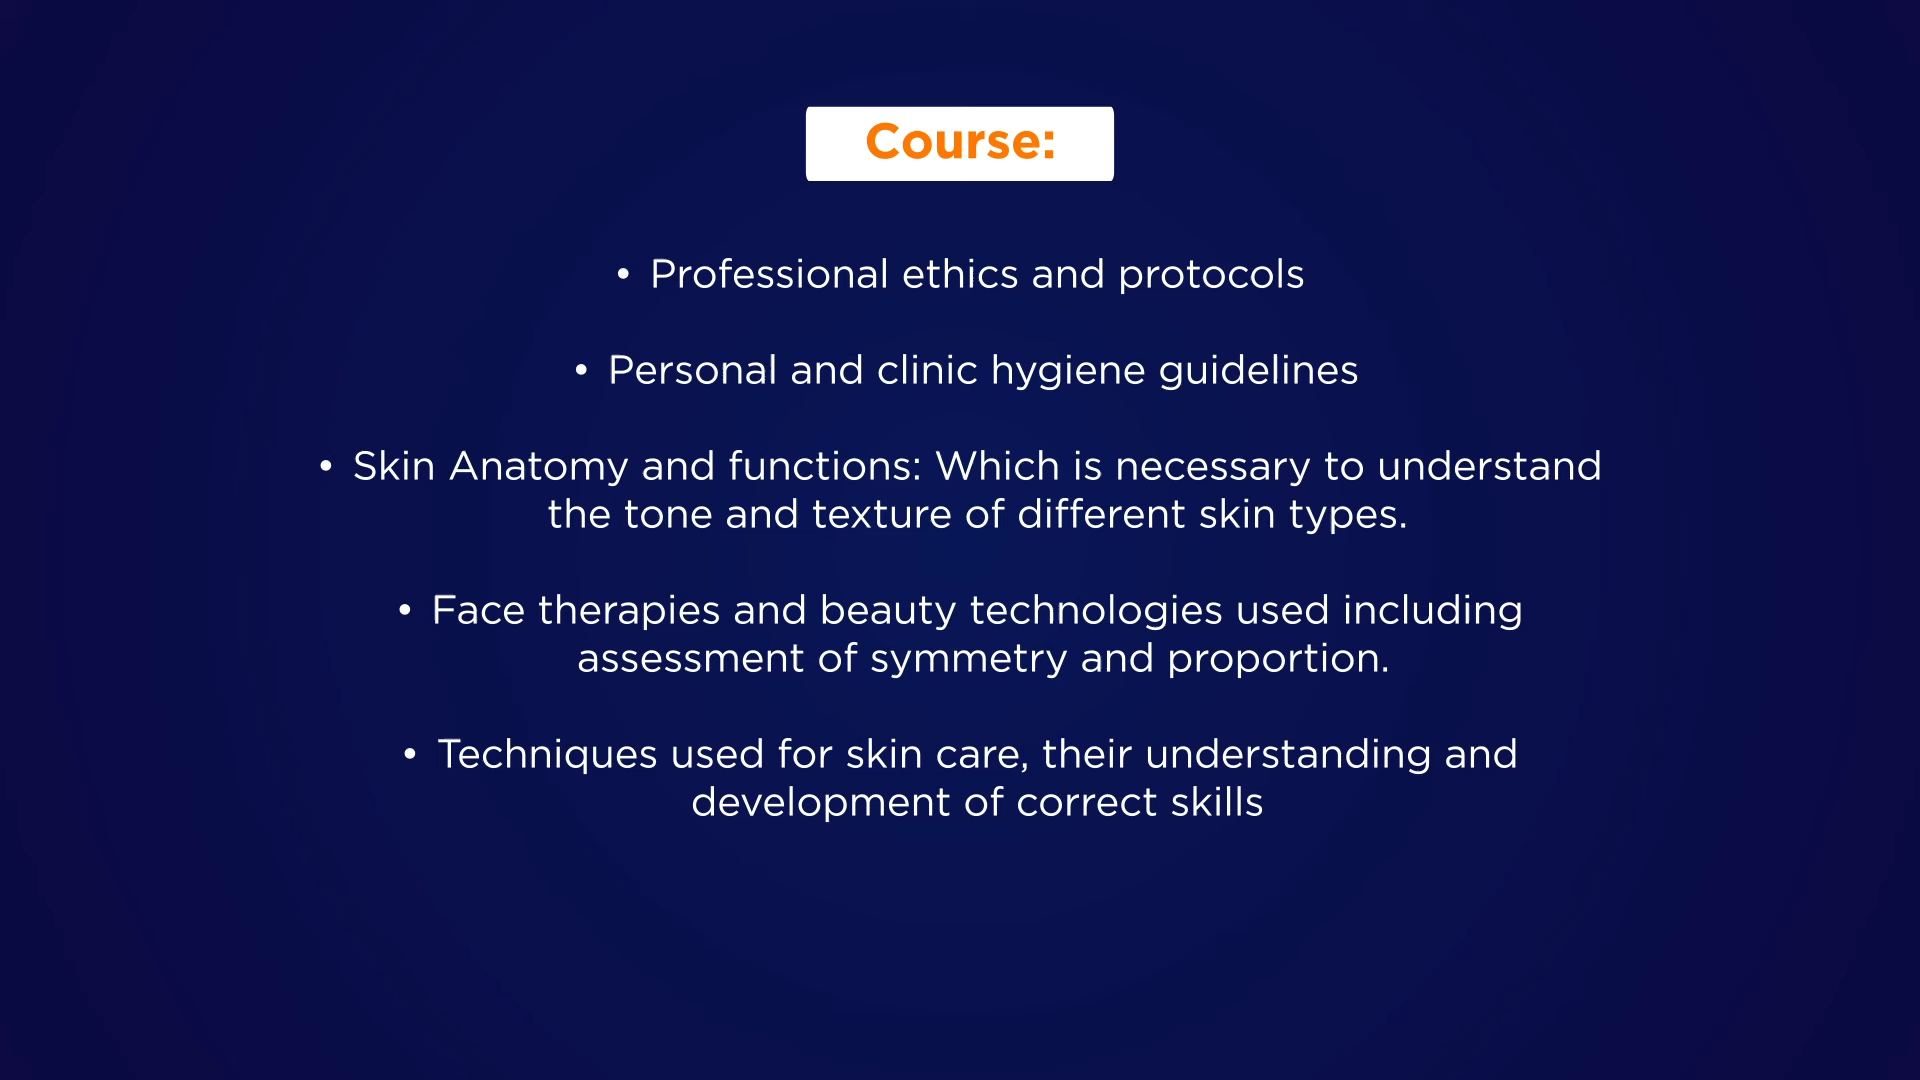 Course:
• Professional ethics and protocols
• Personal and clinic hygiene guidelines
• Skin Anatomy and functions: Which is necessary to understand
the tone and texture of different skin types.
• Face therapies and beauty technologies used including
assessment of symmetry and proportion.
• Techniques used for skin care, their understanding and
development of correct skills